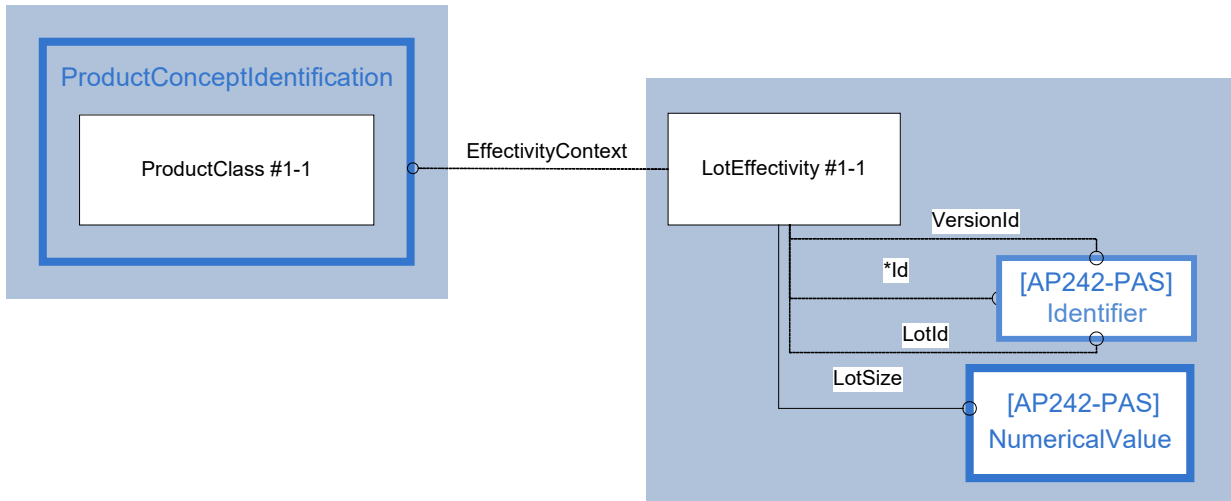 ProductConceptIdentification
ProductClass #1-1
EffectivityContext
LotEffectivity #1-1
VersionId
*Id
[AP242-PAS]
Identifier
LotId
LotSize
[AP242-PAS]
NumericalValue